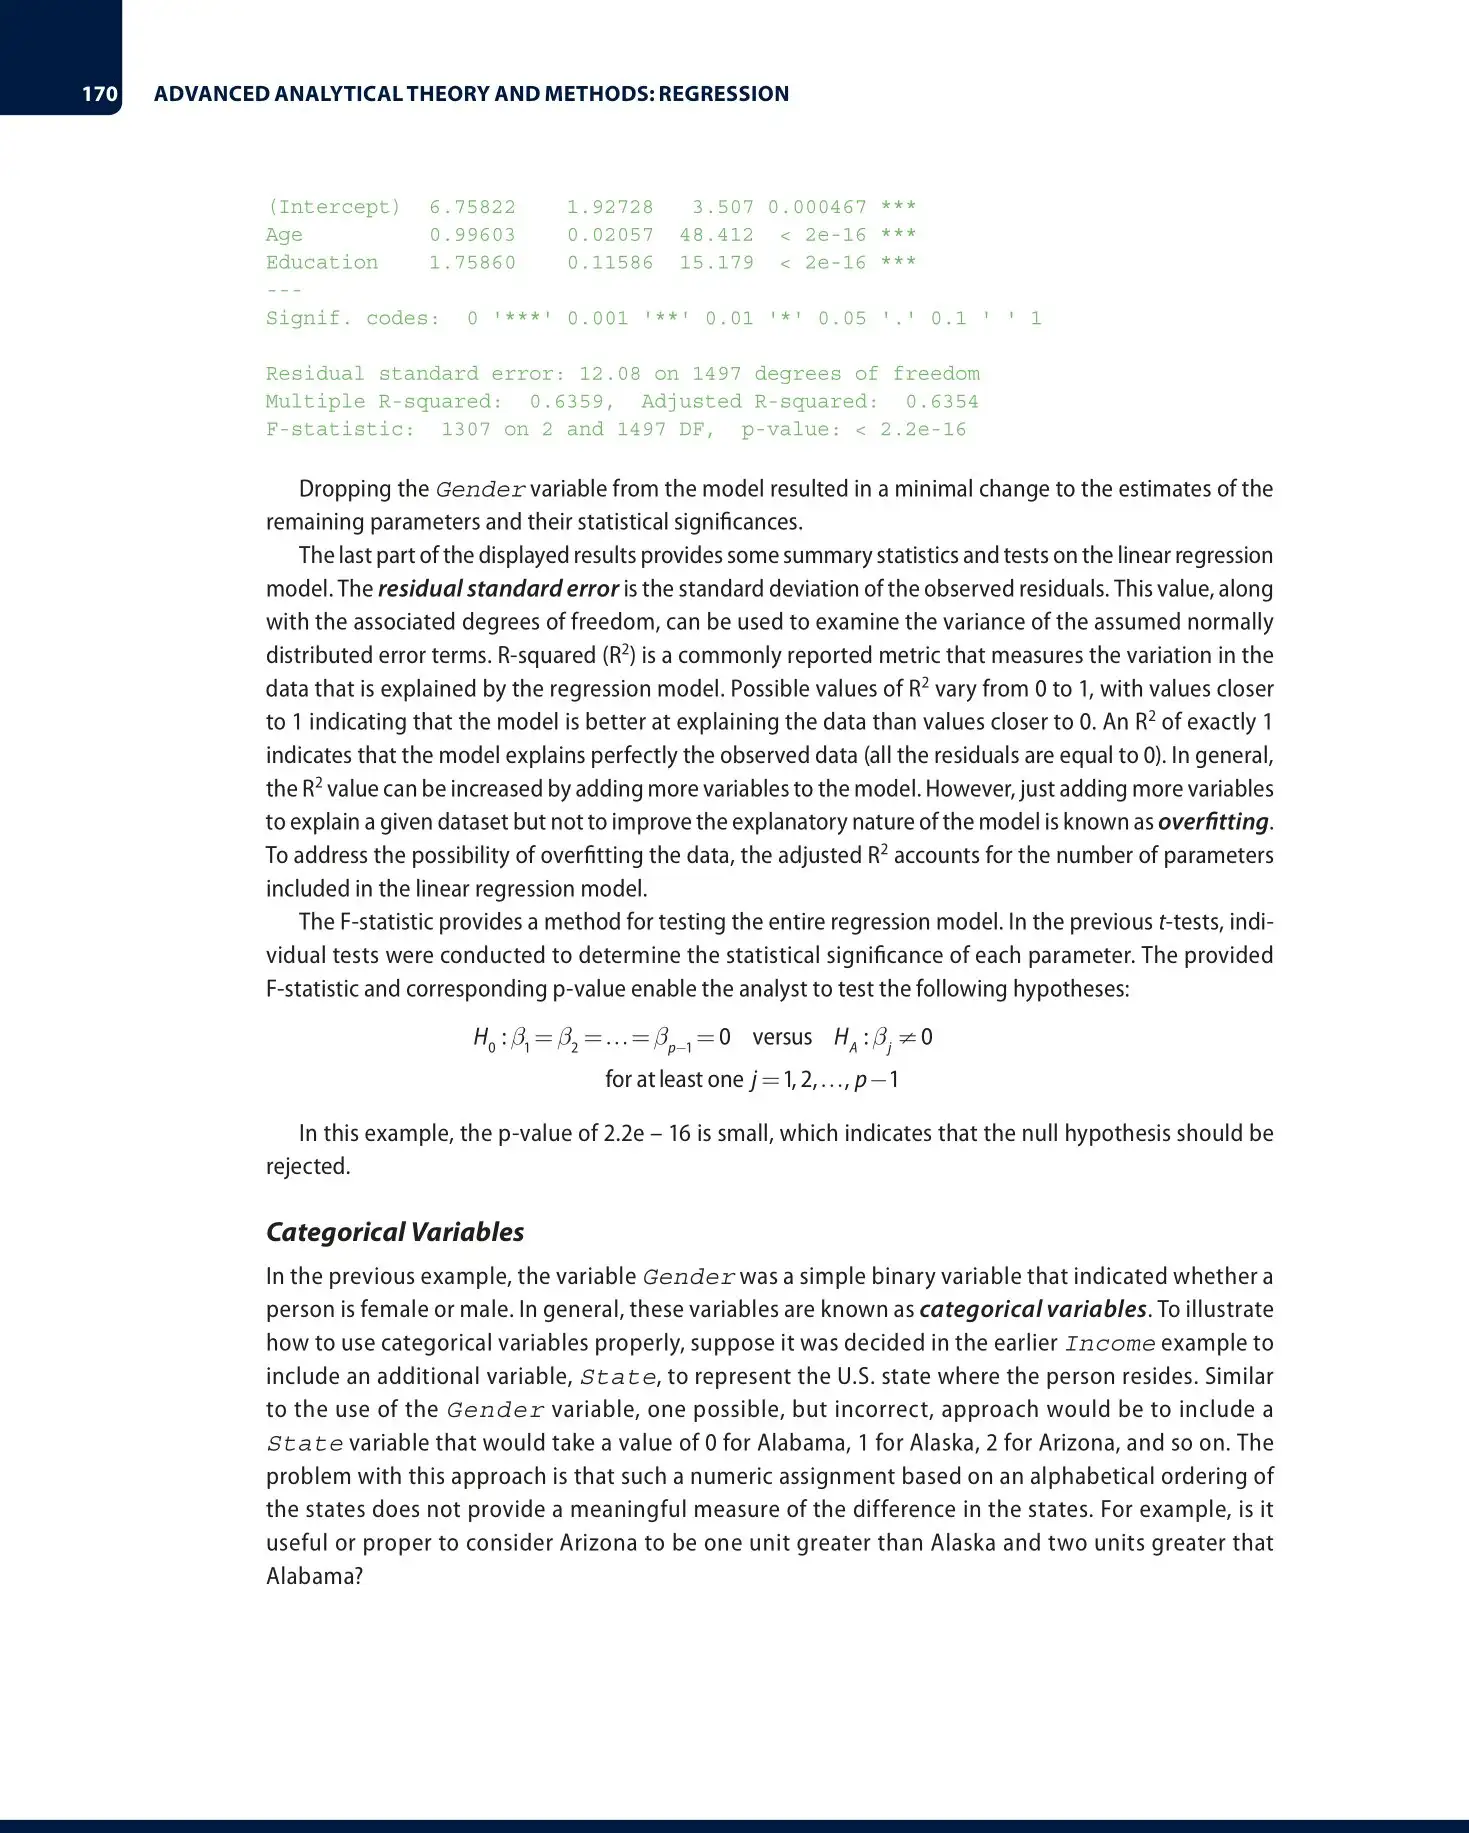 170 ADVANCED ANALYTICAL THEORY AND METHODS: REGRESSION
(Intercept)  6.75822    1.92728   3.507 0.000467 ***
Age          0.99603    0.02057  48.412  < 2e-16 ***
Education    1.75860    0.11586  15.179  < 2e-16 ***
---
Signif. codes:  0 '***' 0.001 '**' 0.01 '*' 0.05 '.' 0.1 ' ' 1
Residual standard error: 12.08 on 1497 degrees of freedom
Multiple R-squared:  0.6359,  Adjusted R-squared:  0.6354
F-statistic:  1307 on 2 and 1497 DF,  p-value: < 2.2e-16
Dropping the Gender variable from the model resulted in a minimal change to the estimates of the
remaining parameters and their statistical significances.
The last part of the displayed results provides some summary statistics and tests on the linear regression
model. The residual standard error is the standard deviation of the observed residuals. This value, along
with the associated degrees of freedom, can be used to examine the variance of the assumed normally
distributed error terms. R-squared (R²) is a commonly reported metric that measures the variation in the
data that is explained by the regression model. Possible values of R² vary from 0 to 1, with values closer
to 1 indicating that the model is better at explaining the data than values closer to 0. An R² of exactly 1
indicates that the model explains perfectly the observed data (all the residuals are equal to 0). In general,
the R² value can be increased by adding more variables to the model. However, just adding more variables
to explain a given dataset but not to improve the explanatory nature of the model is known as overfitting.
To address the possibility of overfitting the data, the adjusted R² accounts for the number of parameters
included in the linear regression model.
The F-statistic provides a method for testing the entire regression model. In the previous t-tests, indi-
vidual tests were conducted to determine the statistical significance of each parameter. The provided
F-statistic and corresponding p-value enable the analyst to test the following hypotheses:
H₀ : β₁ = β₂ = … = βₚ₋₁ = 0 versus H_A : βⱼ ≠ 0
for at least one j = 1, 2, …, p − 1
In this example, the p-value of 2.2e – 16 is small, which indicates that the null hypothesis should be
rejected.
Categorical Variables
In the previous example, the variable Gender was a simple binary variable that indicated whether a
person is female or male. In general, these variables are known as categorical variables. To illustrate
how to use categorical variables properly, suppose it was decided in the earlier Income example to
include an additional variable, State, to represent the U.S. state where the person resides. Similar
to the use of the Gender variable, one possible, but incorrect, approach would be to include a
State variable that would take a value of 0 for Alabama, 1 for Alaska, 2 for Arizona, and so on. The
problem with this approach is that such a numeric assignment based on an alphabetical ordering of
the states does not provide a meaningful measure of the difference in the states. For example, is it
useful or proper to consider Arizona to be one unit greater than Alaska and two units greater that
Alabama?